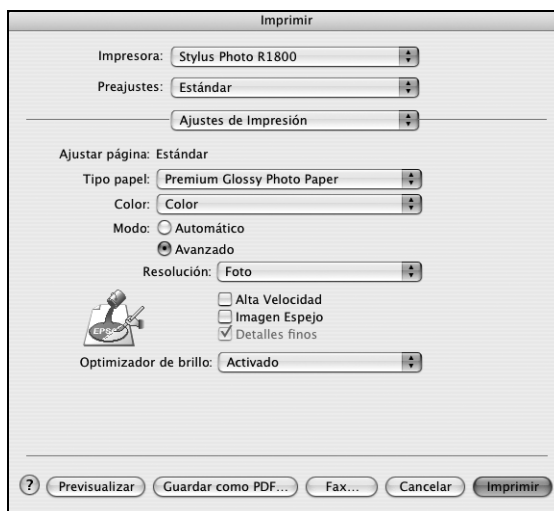 Imprimir
Impresora: Stylus Photo R1800
Preajustes: Estándar
Ajustes de Impresión
Ajustar página: Estándar
Tipo papel: Premium Glossy Photo Paper
Color: Color
Modo: Automático
Avanzado
Resolución: Foto
Alta Velocidad
Imagen Espejo
Detalles finos
EPS
Optimizador de brillo: Activado
? Previsualizar Guardar como PDF... Fax... Cancelar Imprimir